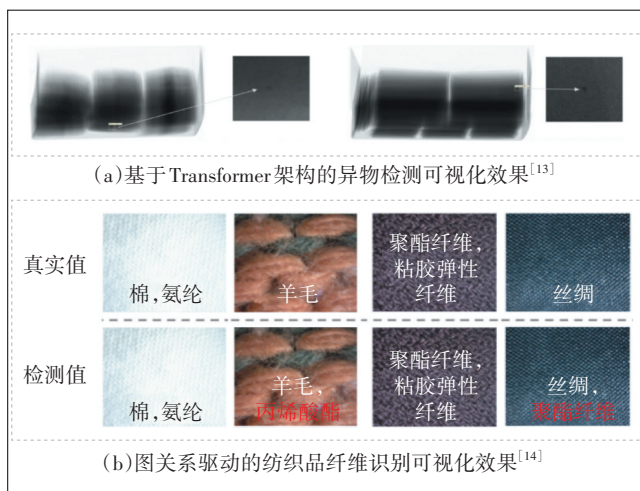 (a)基于Transformer架构的异物检测可视化效果[13]
真实值
棉,氨纶
羊毛
聚酯纤维,
粘胶弹性
纤维
丝绸
检测值
棉,氨纶
羊毛,
丙烯酸酯
聚酯纤维,
粘胶弹性
纤维
丝绸,
聚酯纤维
(b)图关系驱动的纺织品纤维识别可视化效果[14]